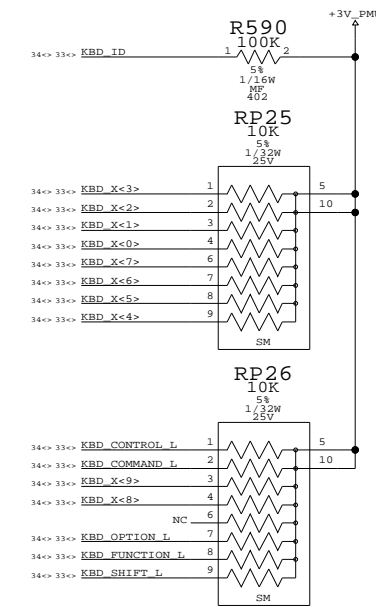 +3V_PMU
R590
100K
34<> 33<> KBD_ID 1 2
5%
1/16W
MF
402
RP25
10K
5%
1/32W
25V
34<> 33<> KBD_X<3> 1 5
34<> 33<> KBD_X<2> 2 10
34<> 33<> KBD_X<1> 3
34<> 33<> KBD_X<0> 4
34<> 33<> KBD_X<7> 6
34<> 33<> KBD_X<6> 7
34<> 33<> KBD_X<5> 8
34<> 33<> KBD_X<4> 9
SM
RP26
10K
5%
1/32W
25V
34<> 33<> KBD_CONTROL_L 1 5
34<> 33<> KBD_COMMAND_L 2 10
34<> 33<> KBD_X<9> 3
34<> 33<> KBD_X<8> 4
NC 6
34<> 33<> KBD_OPTION_L 7
34<> 33<> KBD_FUNCTION_L 8
34<> 33<> KBD_SHIFT_L 9
SM